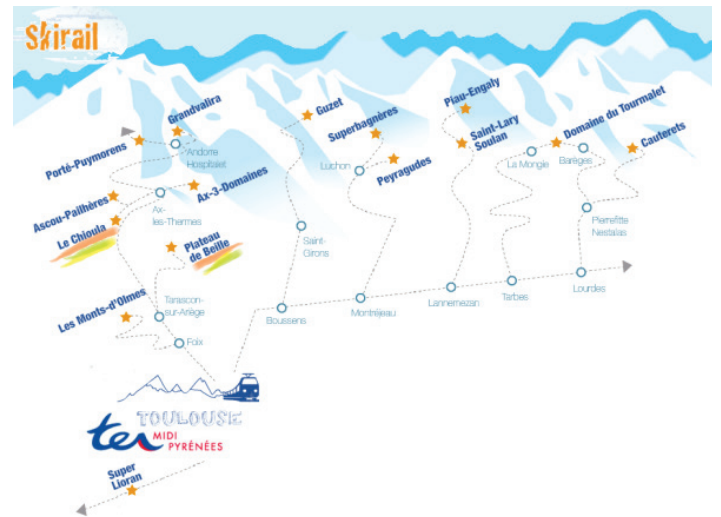 Skirail
Grandvalira
Andorre
Hospitalet
Porté-Puymorens
Guzet
Superbagnères
Luchon
Peyragudes
Piau-Engaly
Saint-Lary
Soulan
Domaine du Tourmalet
La Mongie
Barèges
Cauterets
Ascou-Pailhères
Ax-3-Domaines
Ax-
les-Thermes
Le Chioula
Plateau
de Beille
Saint-
Girons
Pierrefitte
Nestalas
Les Monts-d'Olmes
Tarascon-
sur-Ariège
Foix
Boussens
Montréjeau
Lannemezan
Tarbes
Lourdes
TOULOUSE
ter MIDI
PYRÉNÉES
Super
Lioran